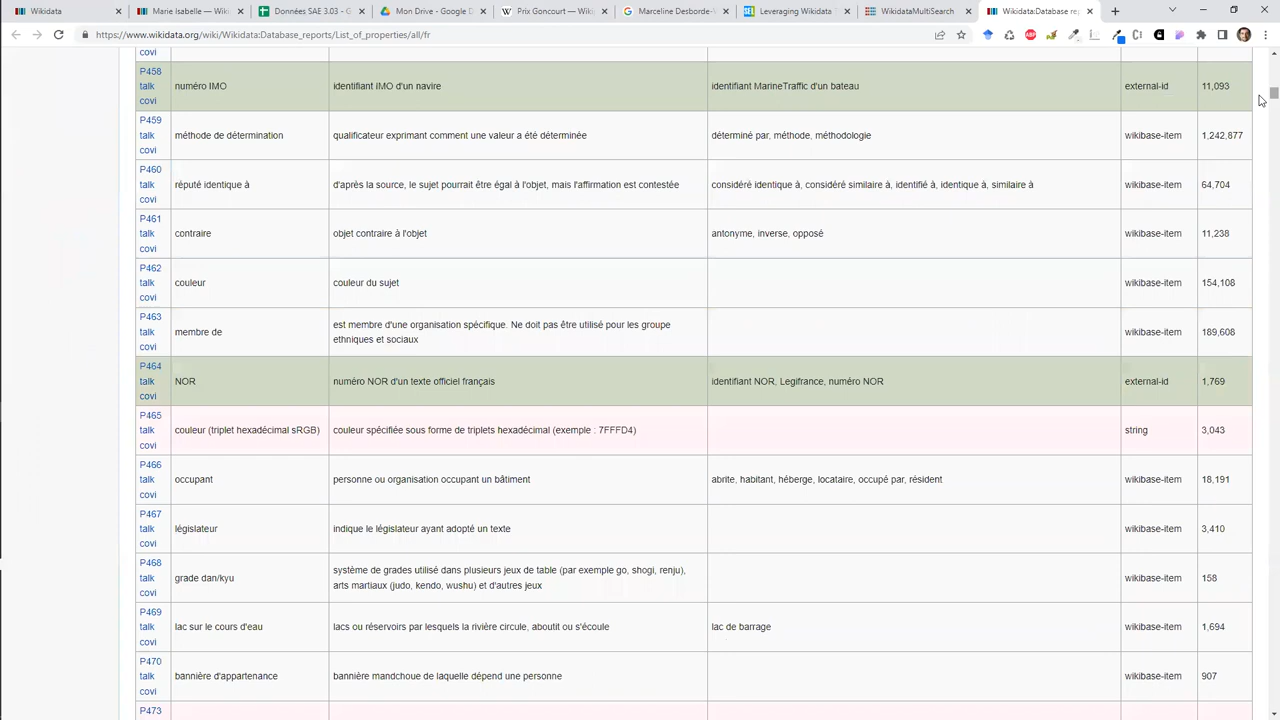 Wikidata
Marie Isabelle — Wiki
Données SAE 3.03 - G
Mon Drive - Google D
Prix Goncourt — Wiki
Marceline Desborde-V
Leveraging Wikidata
WikidataMultiSearch
Wikidata:Database rep
https://www.wikidata.org/wiki/Wikidata:Database_reports/List_of_properties/all/fr
covi
P458
talk
covi
numéro IMO
identifiant IMO d'un navire
identifiant MarineTraffic d'un bateau
external-id
11,093
P459
talk
covi
méthode de détermination
qualificateur exprimant comment une valeur a été déterminée
déterminé par, méthode, méthodologie
wikibase-item
1,242,877
P460
talk
covi
réputé identique à
d'après la source, le sujet pourrait être égal à l'objet, mais l'affirmation est contestée
considéré identique à, considéré similaire à, identifié à, identique à, similaire à
wikibase-item
64,704
P461
talk
covi
contraire
objet contraire à l'objet
antonyme, inverse, opposé
wikibase-item
11,238
P462
talk
covi
couleur
couleur du sujet
wikibase-item
154,108
P463
talk
covi
membre de
est membre d'une organisation spécifique. Ne doit pas être utilisé pour les groupe
ethniques et sociaux
wikibase-item
189,608
P464
talk
covi
NOR
numéro NOR d'un texte officiel français
identifiant NOR, Legifrance, numéro NOR
external-id
1,769
P465
talk
covi
couleur (triplet hexadécimal sRGB)
couleur spécifiée sous forme de triplets hexadécimal (exemple : 7FFFD4)
string
3,043
P466
talk
covi
occupant
personne ou organisation occupant un bâtiment
abrite, habitant, héberge, locataire, occupé par, résident
wikibase-item
18,191
P467
talk
covi
législateur
indique le législateur ayant adopté un texte
wikibase-item
3,410
P468
talk
covi
grade dan/kyu
système de grades utilisé dans plusieurs jeux de table (par exemple go, shogi, renju),
arts martiaux (judo, kendo, wushu) et d'autres jeux
wikibase-item
158
P469
talk
covi
lac sur le cours d'eau
lacs ou réservoirs par lesquels la rivière circule, aboutit ou s'écoule
lac de barrage
wikibase-item
1,694
P470
talk
covi
bannière d'appartenance
bannière mandchoue de laquelle dépend une personne
wikibase-item
907
P473